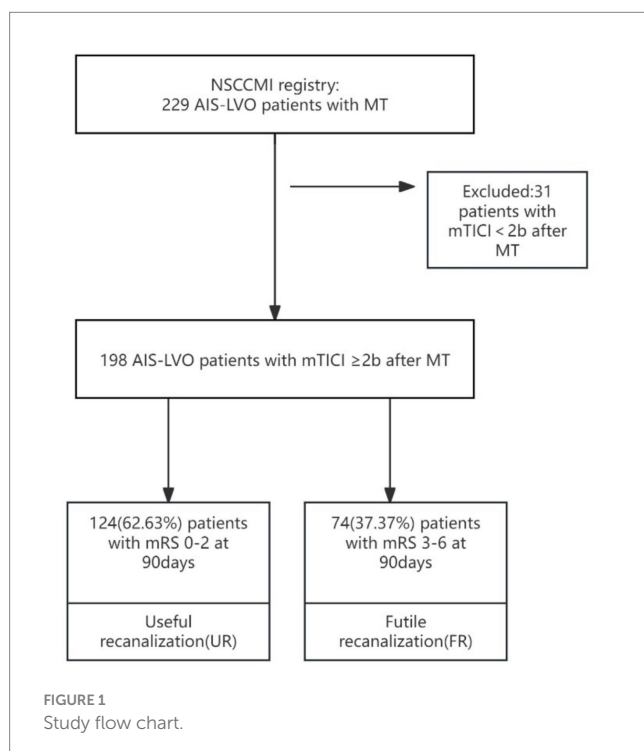 NSCCMI registry:
229 AIS-LVO patients with MT
Excluded:31
patients with
mTICI < 2b after
MT
198 AIS-LVO patients with mTICI ≥2b after MT
124(62.63%) patients
with mRS 0-2 at
90days
Useful
recanalization(UR)
74(37.37%) patients
with mRS 3-6 at
90days
Futile
recanalization(FR)
FIGURE 1
Study flow chart.